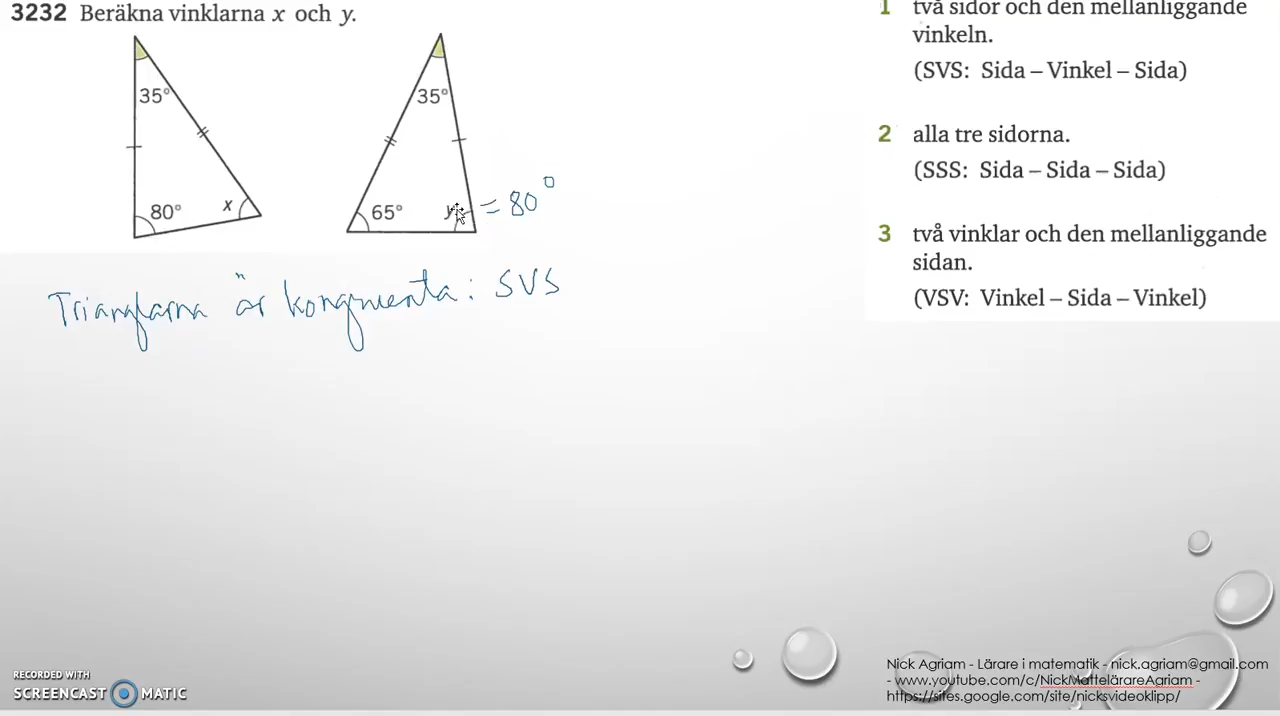 3232 Beräkna vinklarna x och y.
35°
80°
x
35°
65°
y = 80°
Trianglarna är kongruenta: SVS
1 två sidor och den mellanliggande
vinkeln.
(SVS: Sida – Vinkel – Sida)
2 alla tre sidorna.
(SSS: Sida – Sida – Sida)
3 två vinklar och den mellanliggande
sidan.
(VSV: Vinkel – Sida – Vinkel)
RECORDED WITH
SCREENCAST MATIC
Nick Agriam - Lärare i matematik - nick.agriam@gmail.com
- www.youtube.com/c/NickMattelärareAgriam -
https://sites.google.com/site/nicksvideoklipp/